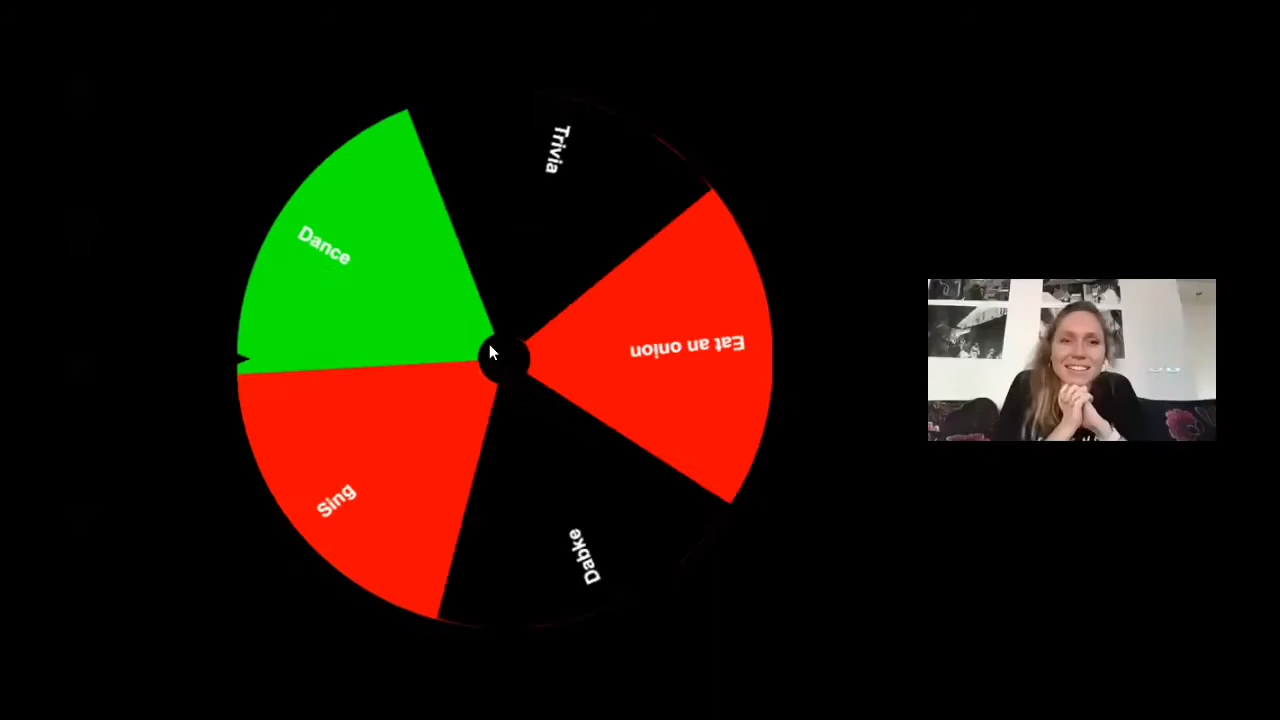 Trivia
Dance
Eat an onion
Sing
Dabke